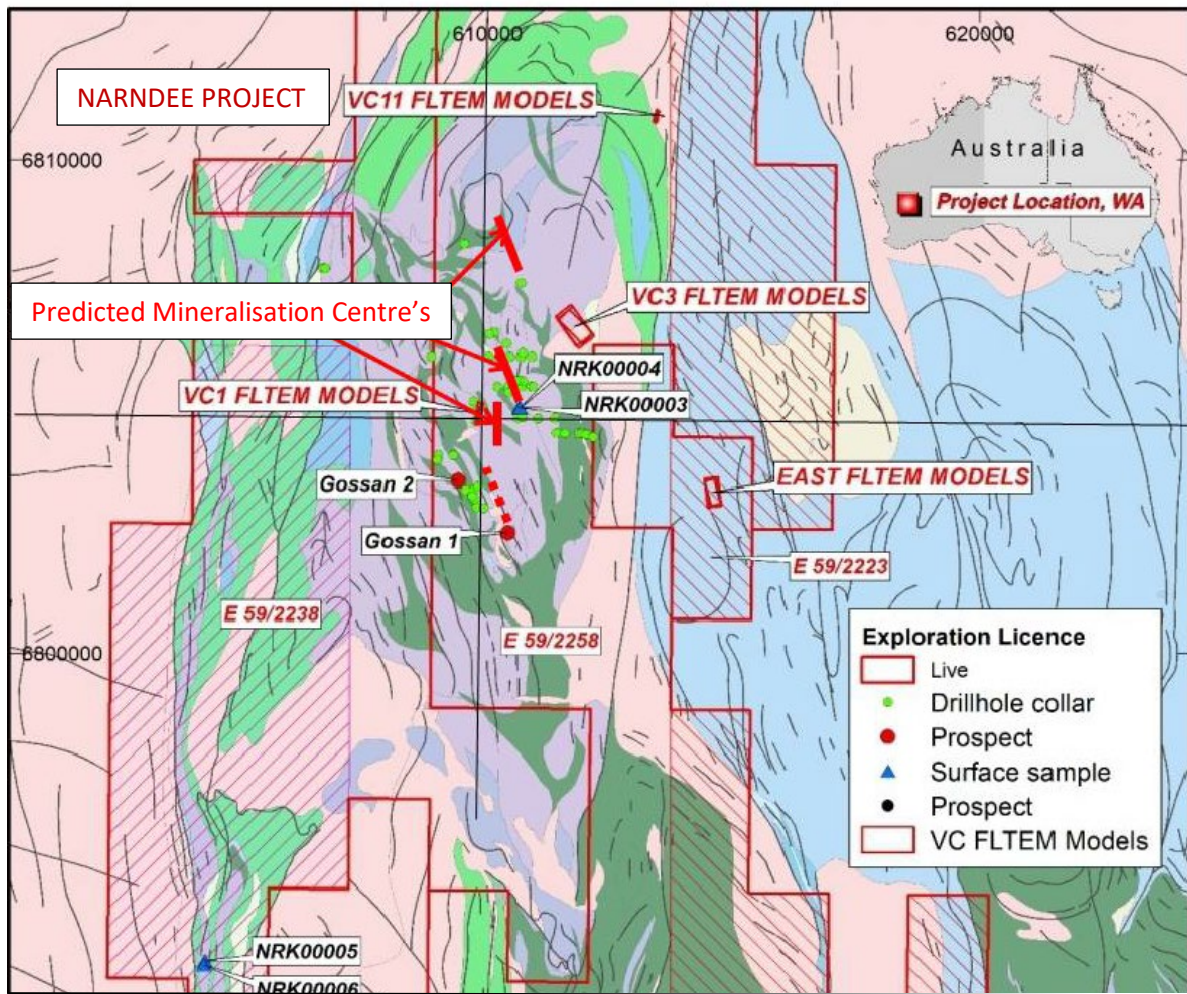 610000
620000
NARNDEE PROJECT
VC11 FLTEM MODELS
6810000
Australia
Project Location, WA
VC3 FLTEM MODELS
Predicted Mineralisation Centre's
NRK00004
VC1 FLTEM MODELS
NRK00003
Gossan 2
EAST FLTEM MODELS
Gossan 1
E 59/2223
E 59/2238
E 59/2258
6800000
Exploration Licence
Live
Drillhole collar
Prospect
Surface sample
Prospect
VC FLTEM Models
NRK00005
NRK00006